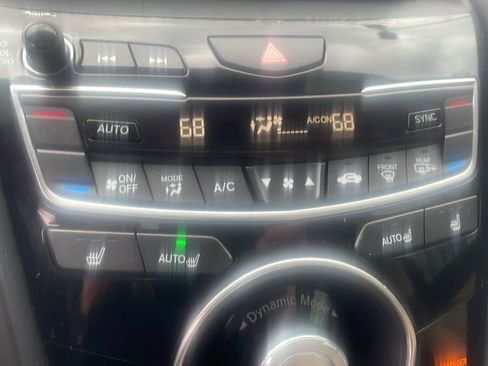 AUTO
68
A/C ON
68
SYNC
ON/
OFF
MODE
A/C
FRONT
REAR
AUTO
AUTO
Dynamic Mode